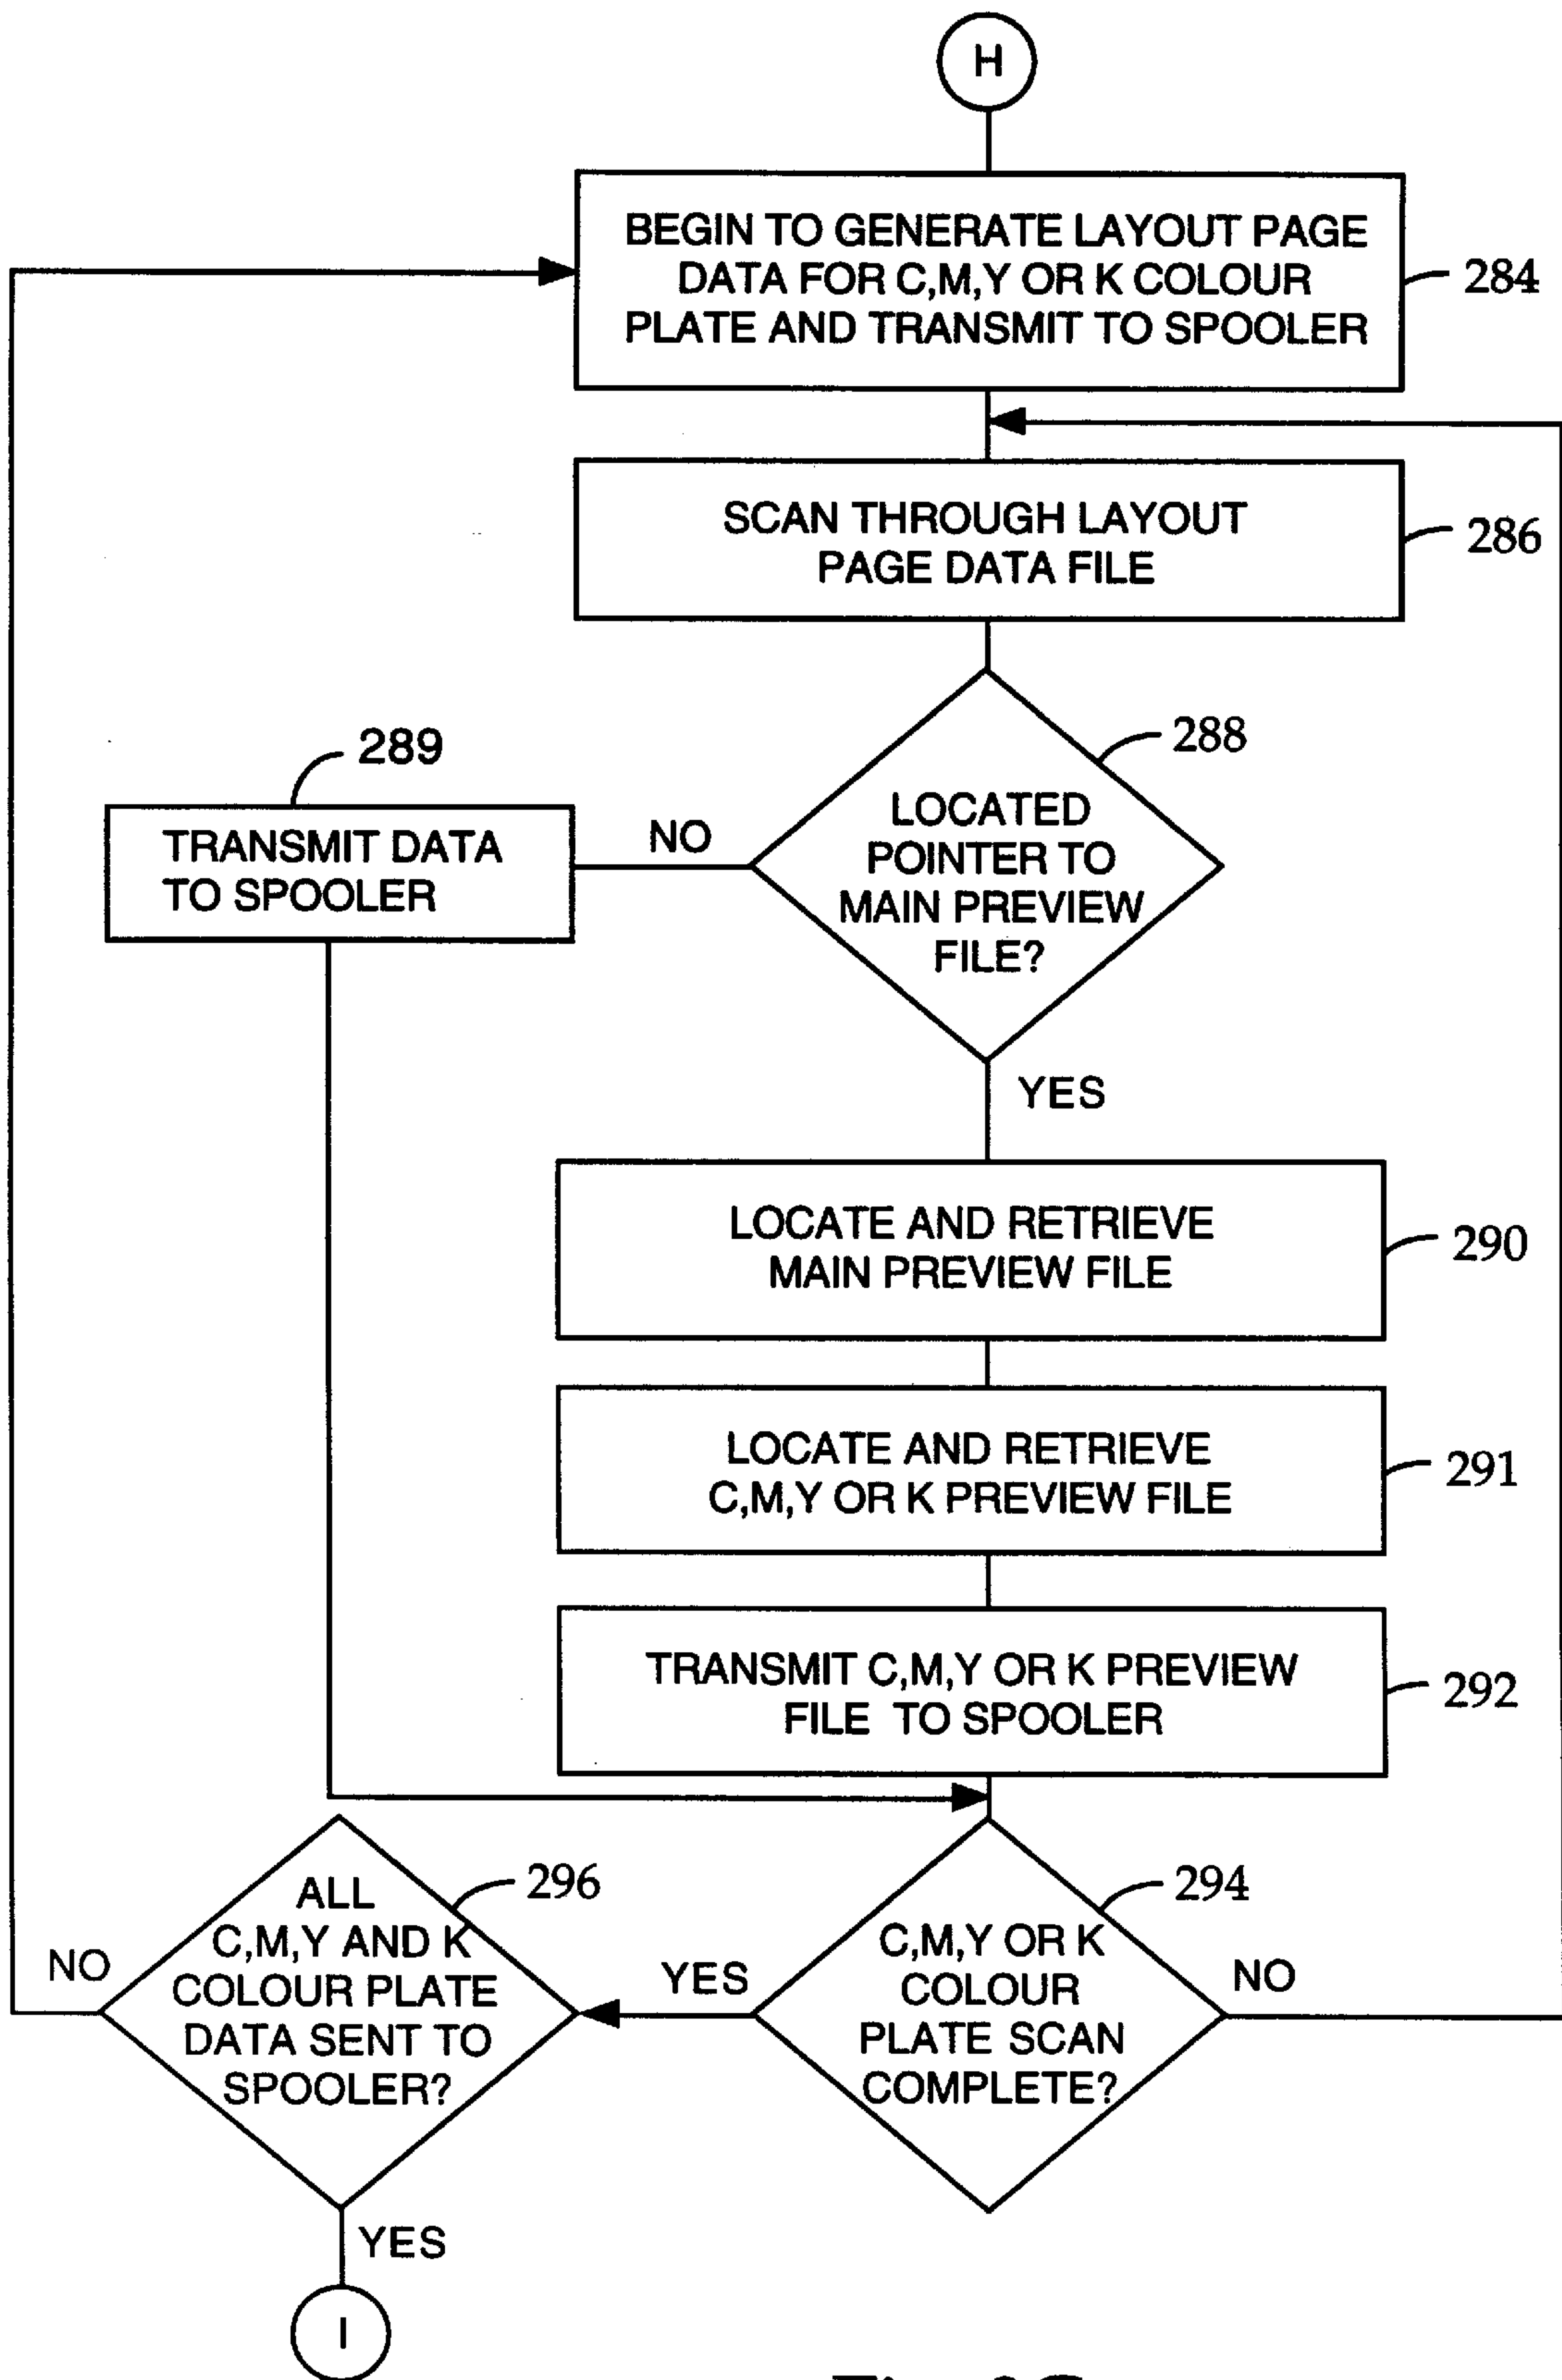 H
BEGIN TO GENERATE LAYOUT PAGE
DATA FOR C,M,Y OR K COLOUR
PLATE AND TRANSMIT TO SPOOLER
284
SCAN THROUGH LAYOUT
PAGE DATA FILE
286
288
LOCATED
POINTER TO
MAIN PREVIEW
FILE?
289
TRANSMIT DATA
TO SPOOLER
NO
YES
LOCATE AND RETRIEVE
MAIN PREVIEW FILE
290
LOCATE AND RETRIEVE
C,M,Y OR K PREVIEW FILE
291
TRANSMIT C,M,Y OR K PREVIEW
FILE TO SPOOLER
292
294
C,M,Y OR K
COLOUR
PLATE SCAN
COMPLETE?
NO
YES
296
ALL
C,M,Y AND K
COLOUR PLATE
DATA SENT TO
SPOOLER?
NO
YES
I